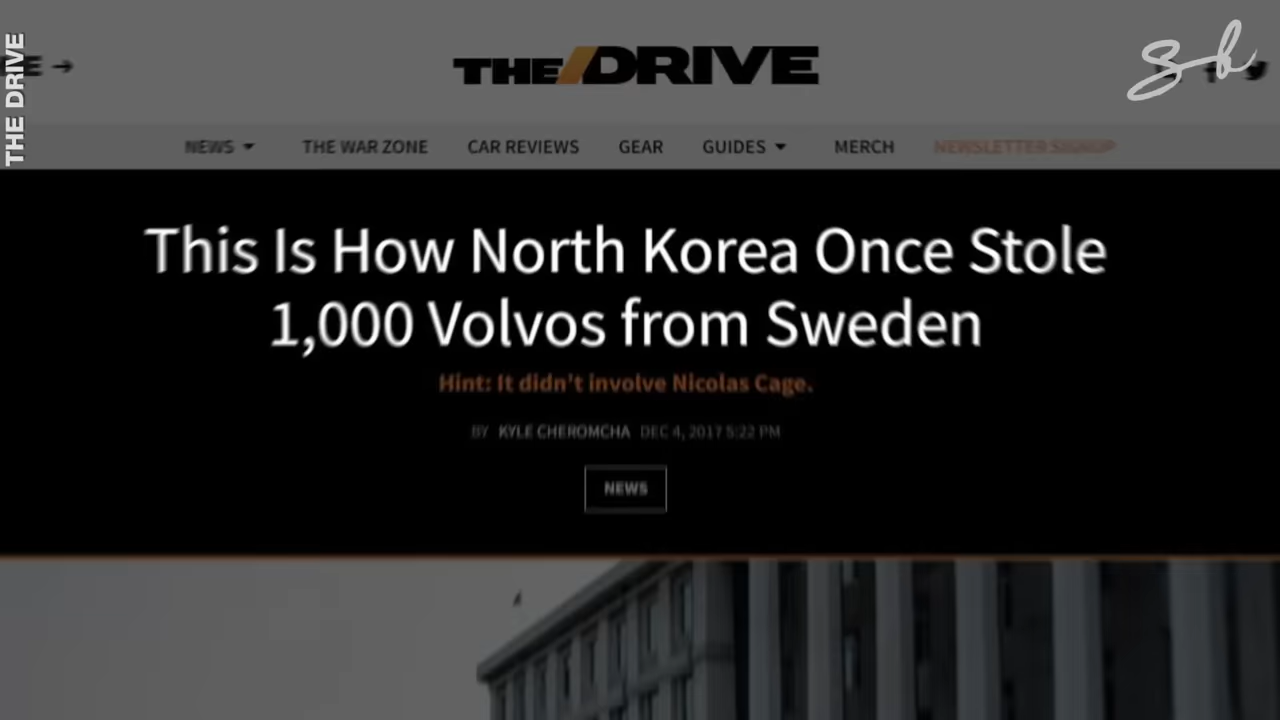 THE DRIVE
THE DRIVE
Sb
NEWS THE WAR ZONE CAR REVIEWS GEAR GUIDES MERCH NEWSLETTER SIGNUP
This Is How North Korea Once Stole
1,000 Volvos from Sweden
Hint: It didn't involve Nicolas Cage.
BY KYLE CHEROMCHA DEC 4, 2017 5:22 PM
NEWS